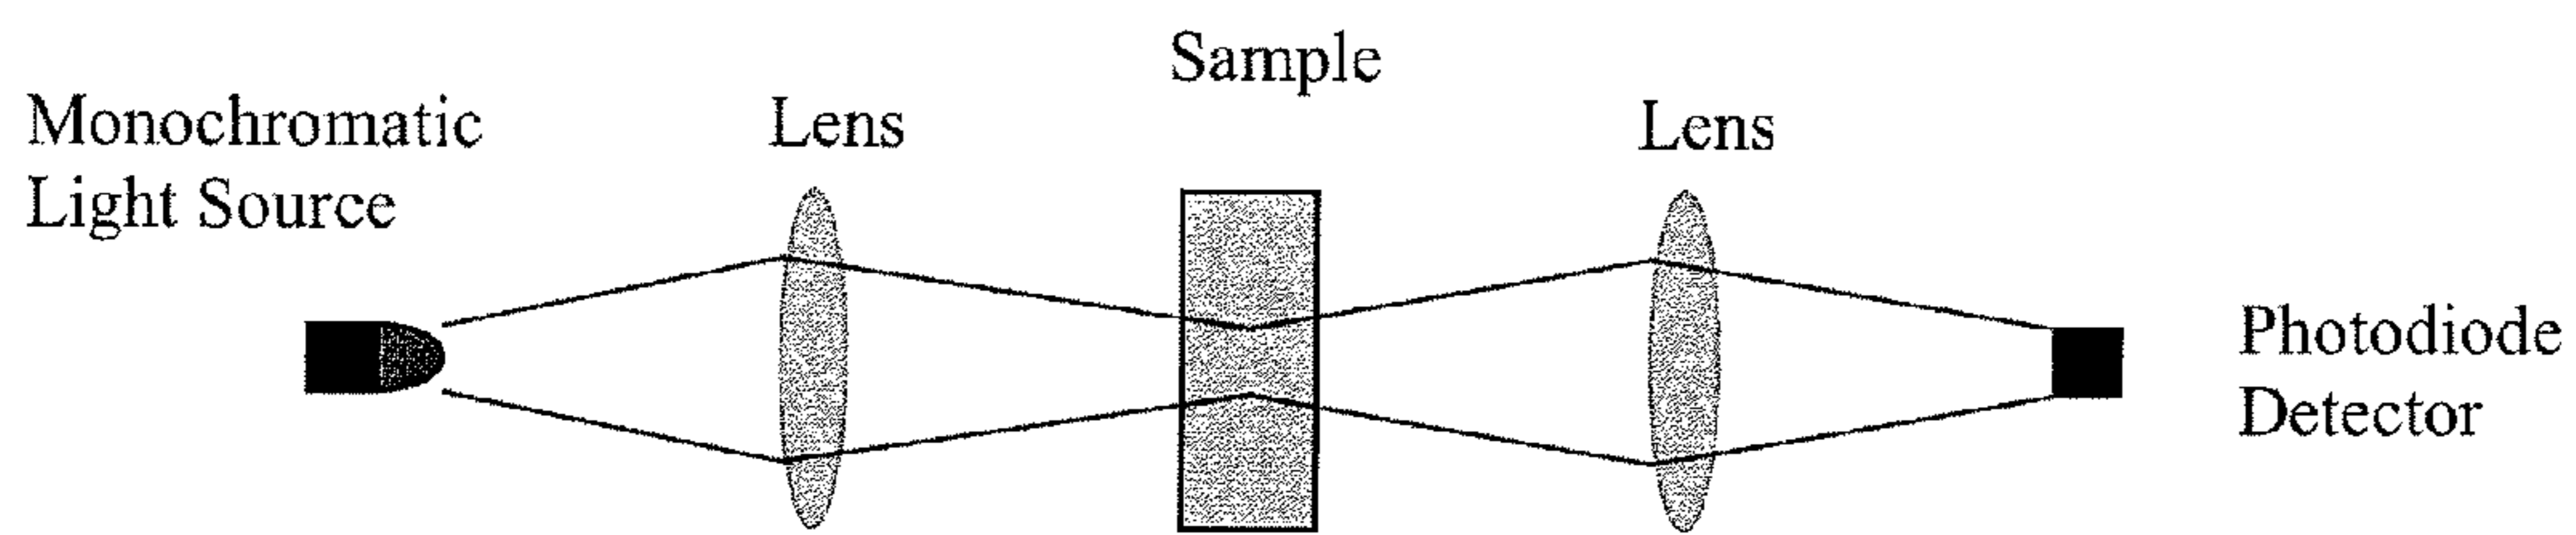 Monochromatic
Light Source
Lens
Sample
Lens
Photodiode
Detector